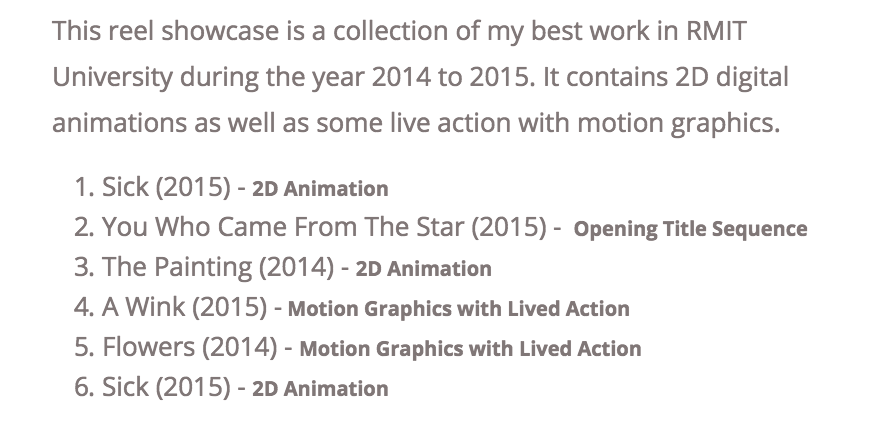 This reel showcase is a collection of my best work in RMIT
University during the year 2014 to 2015. It contains 2D digital
animations as well as some live action with motion graphics.
1. Sick (2015) - 2D Animation
2. You Who Came From The Star (2015) - Opening Title Sequence
3. The Painting (2014) - 2D Animation
4. A Wink (2015) - Motion Graphics with Lived Action
5. Flowers (2014) - Motion Graphics with Lived Action
6. Sick (2015) - 2D Animation